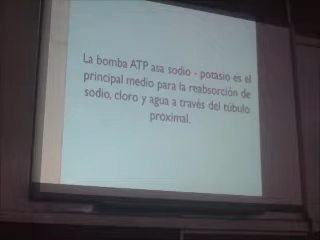 La bomba ATP asa sodio - potasio es el
principal medio para la reabsorción de
sodio, cloro y agua a través del túbulo
proximal.